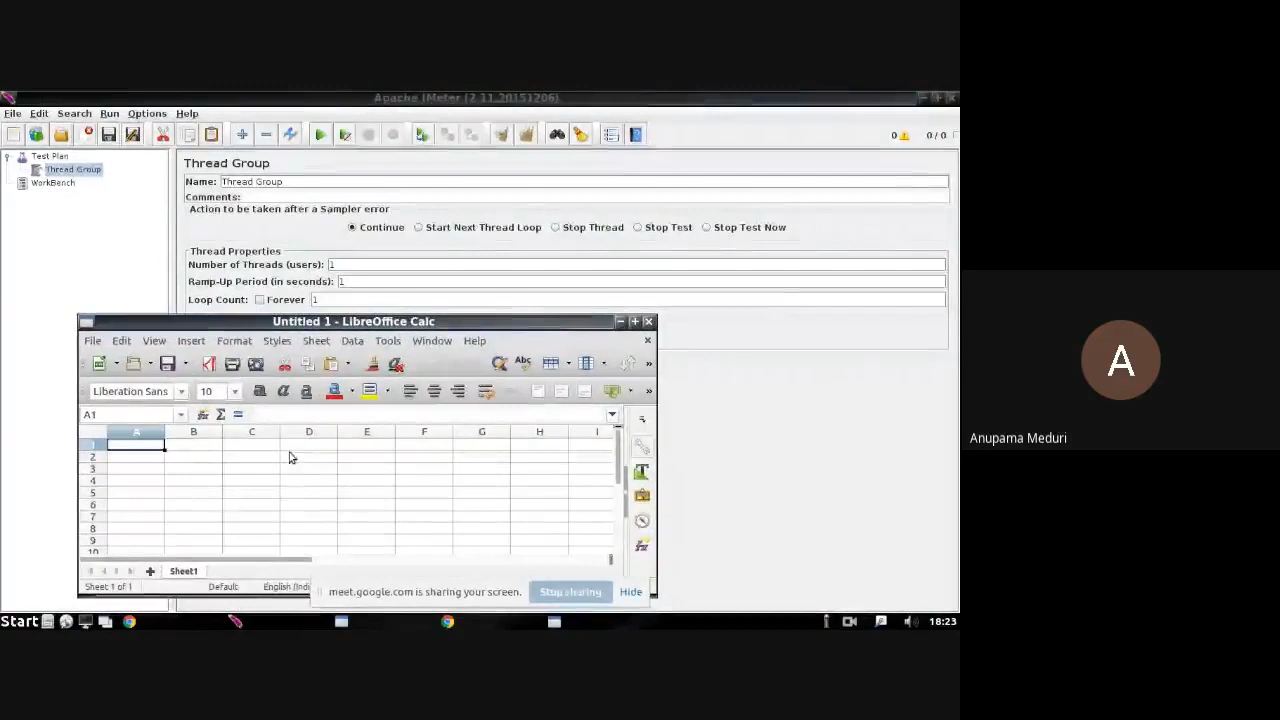 Apache JMeter (2.11.20151206)
File Edit Search Run Options Help
0 0 / 0
Test Plan
Thread Group
WorkBench
Thread Group
Name: Thread Group
Comments:
Action to be taken after a Sampler error
Continue Start Next Thread Loop Stop Thread Stop Test Stop Test Now
Thread Properties
Number of Threads (users): 1
Ramp-Up Period (in seconds): 1
Loop Count: Forever 1
Untitled 1 - LibreOffice Calc
File Edit View Insert Format Styles Sheet Data Tools Window Help
Liberation Sans 10
A1
A B C D E F G H I
1
2
3
4
5
6
7
8
9
10
Sheet1
Sheet 1 of 1 Default English (Indi
meet.google.com is sharing your screen. Stop sharing Hide
Start 18:23
A
Anupama Meduri